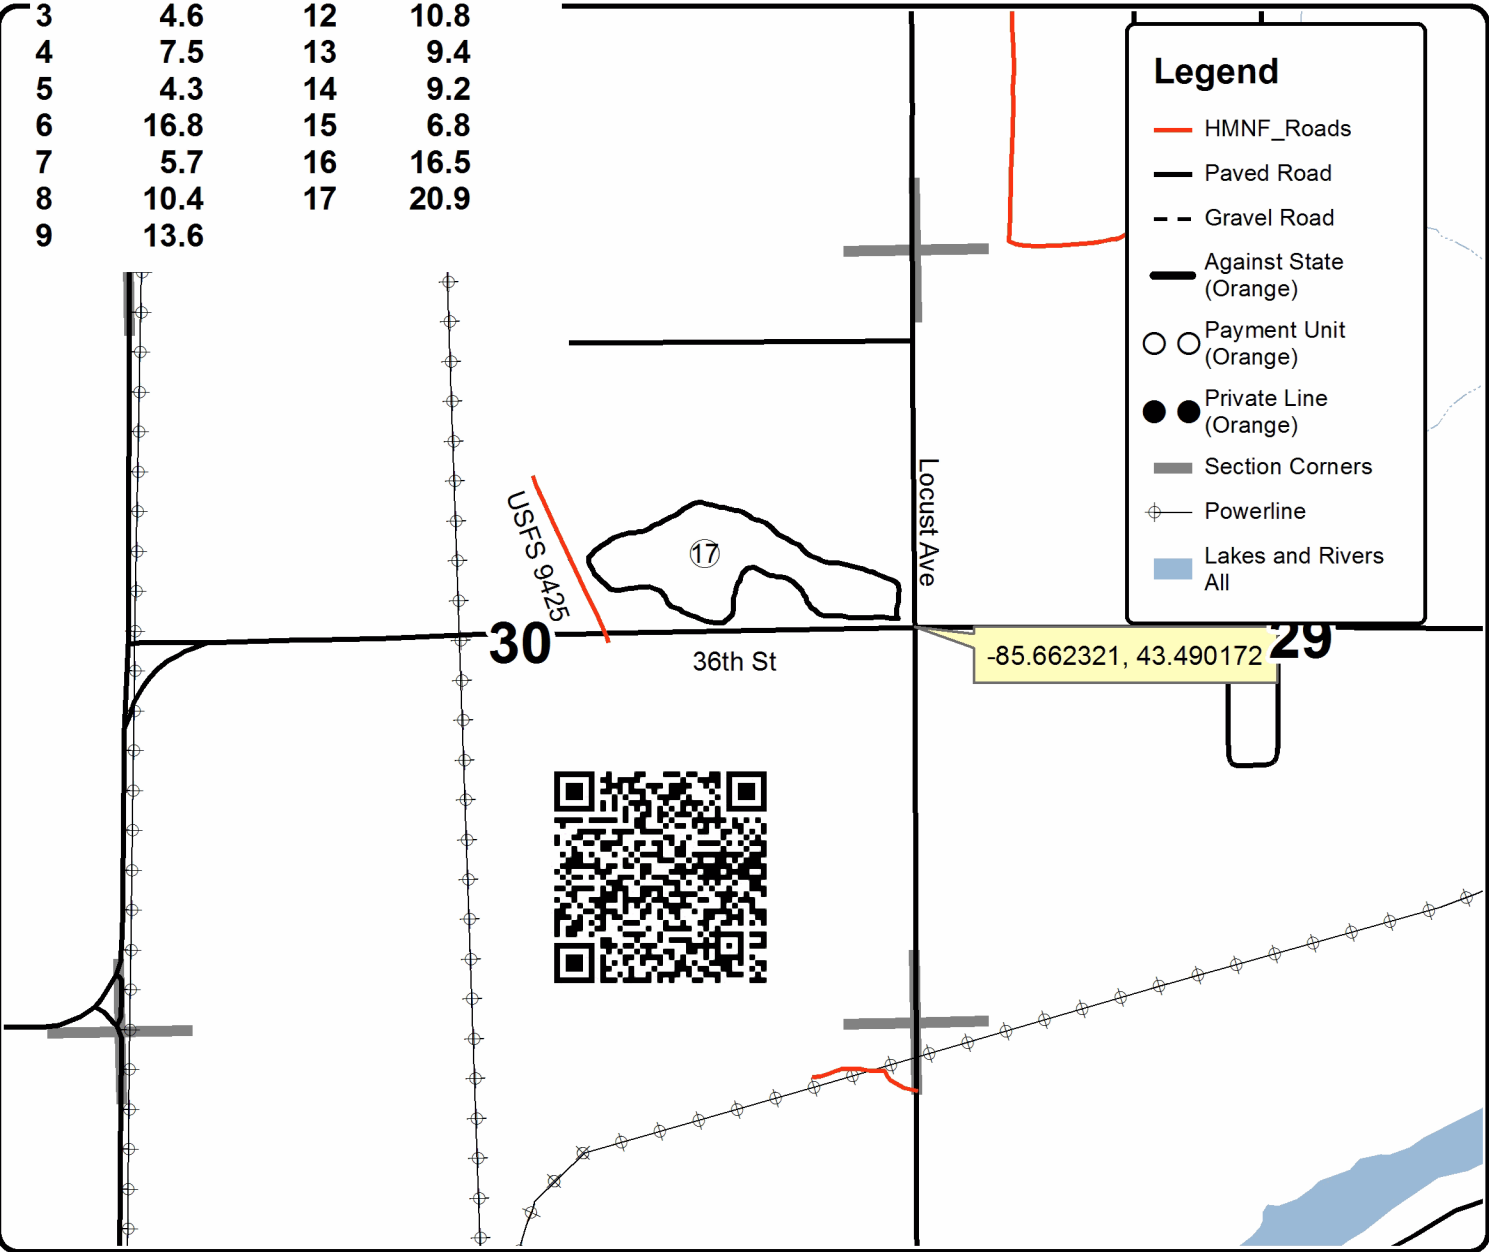 3 4.6 12 10.8
4 7.5 13 9.4
5 4.3 14 9.2
6 16.8 15 6.8
7 5.7 16 16.5
8 10.4 17 20.9
9 13.6
Legend
HMNF_Roads
Paved Road
Gravel Road
Against State
(Orange)
Payment Unit
(Orange)
Private Line
(Orange)
Section Corners
Powerline
Lakes and Rivers
All
Locust Ave
USFS 9425
17
30
36th St
-85.662321, 43.490172
29